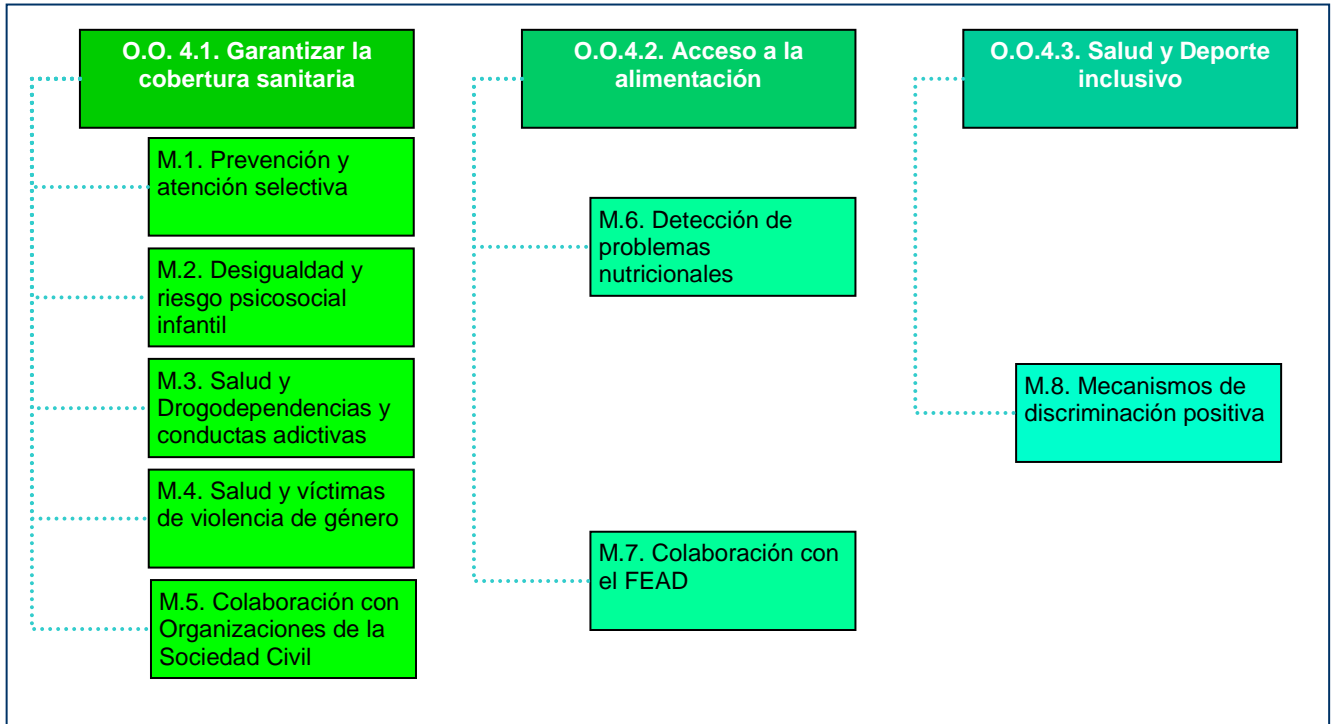 O.O. 4.1. Garantizar la
cobertura sanitaria
M.1. Prevención y
atención selectiva
M.2. Desigualdad y
riesgo psicosocial
infantil
M.3. Salud y
Drogodependencias y
conductas adictivas
M.4. Salud y víctimas
de violencia de género
M.5. Colaboración con
Organizaciones de la
Sociedad Civil
O.O.4.2. Acceso a la
alimentación
M.6. Detección de
problemas
nutricionales
M.7. Colaboración con
el FEAD
O.O.4.3. Salud y Deporte
inclusivo
M.8. Mecanismos de
discriminación positiva